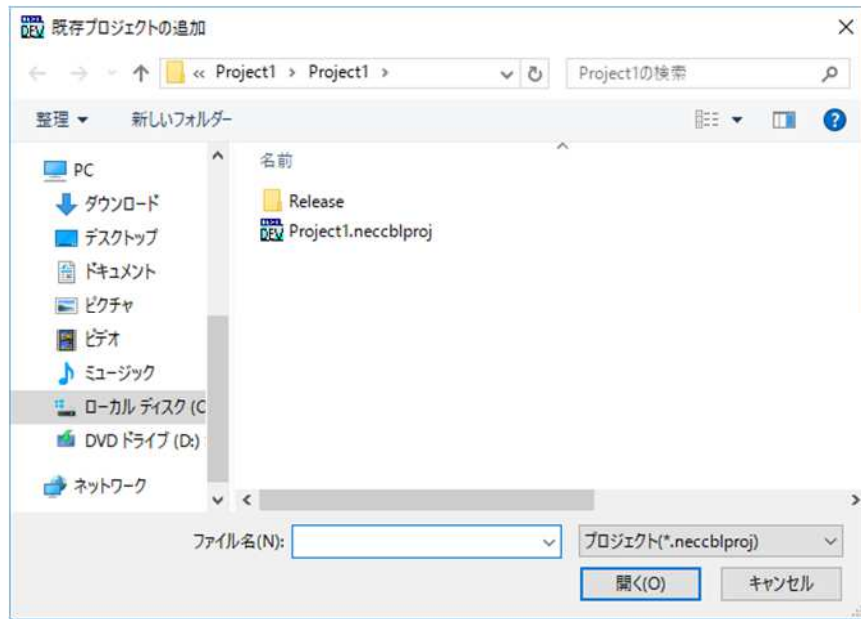 既存プロジェクトの追加
« Project1 › Project1 ›
Project1の検索
整理
新しいフォルダー
名前
PC
ダウンロード
デスクトップ
ドキュメント
ピクチャ
ビデオ
ミュージック
ローカル ディスク (C
DVD ドライブ (D:)
ネットワーク
Release
DEV Project1.neccblproj
ファイル名(N):
プロジェクト(*.neccblproj)
開く(O)
キャンセル